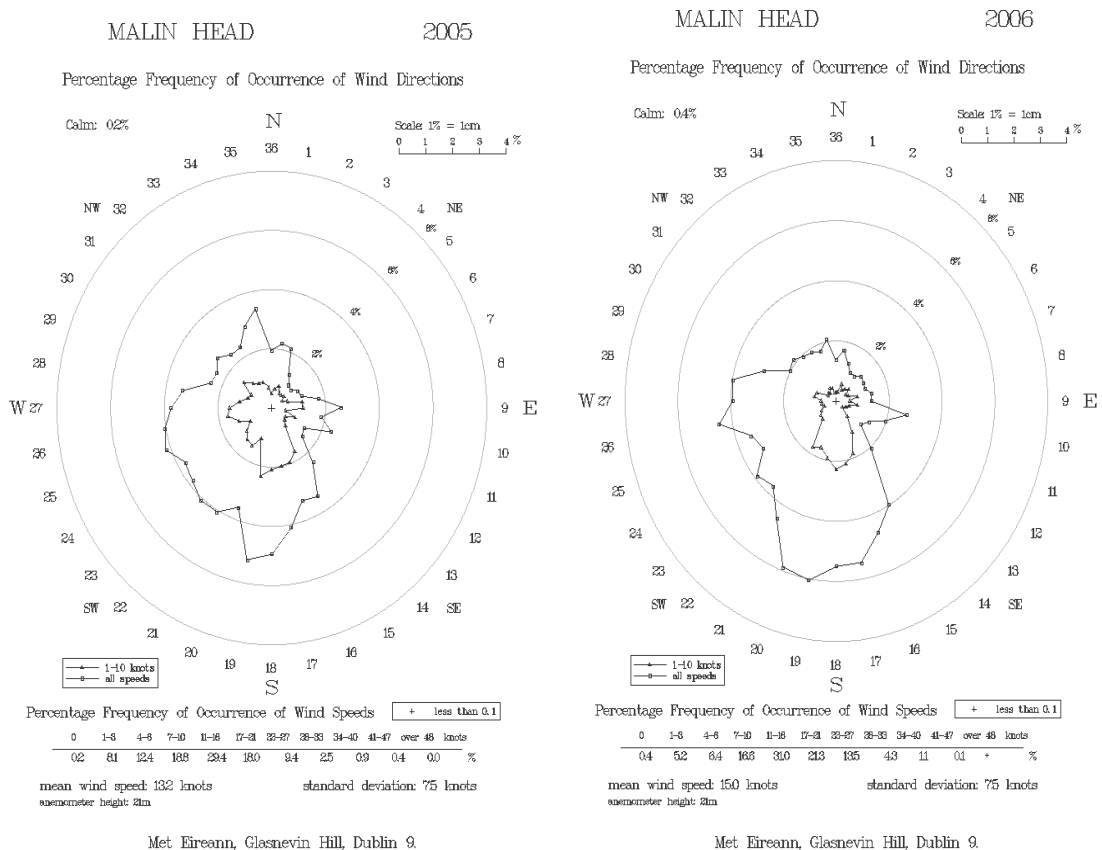 MALIN HEAD 2005
Percentage Frequency of Occurrence of Wind Directions
Calm: 0.2%
N
Scale: 1% = 1cm
0 1 2 3 4 %
36
1
2
3
4
NE
5
6
7
8
9 E
10
11
12
13
SE
14
15
16
17
18
S
19
20
21
22
SW
23
24
25
26
W 27
28
29
30
31
NW 32
33
34
35
2%
4%
6%
8%
1-10 knots
all speeds
Percentage Frequency of Occurrence of Wind Speeds + less than 0.1
0 1-3 4-6 7-10 11-16 17-21 22-27 28-33 34-40 41-47 over 48 knots
0.2 8.1 12.4 18.8 29.4 18.0 9.4 2.5 0.9 0.4 0.0 %
mean wind speed: 13.2 knots standard deviation: 7.5 knots
anemometer height: 21m
Met Eireann, Glasnevin Hill, Dublin 9.
MALIN HEAD 2006
Percentage Frequency of Occurrence of Wind Directions
Calm: 0.4%
N
Scale: 1% = 1cm
0 1 2 3 4 %
36
1
2
3
4
NE
5
6
7
8
9 E
10
11
12
13
SE
14
15
16
17
18
S
19
20
21
22
SW
23
24
25
26
W 27
28
29
30
31
NW 32
33
34
35
2%
4%
6%
8%
1-10 knots
all speeds
Percentage Frequency of Occurrence of Wind Speeds + less than 0.1
0 1-3 4-6 7-10 11-16 17-21 22-27 28-33 34-40 41-47 over 48 knots
0.4 5.2 6.4 16.6 31.0 21.3 13.5 4.3 1.1 0.1 + %
mean wind speed: 15.0 knots standard deviation: 7.5 knots
anemometer height: 21m
Met Eireann, Glasnevin Hill, Dublin 9.